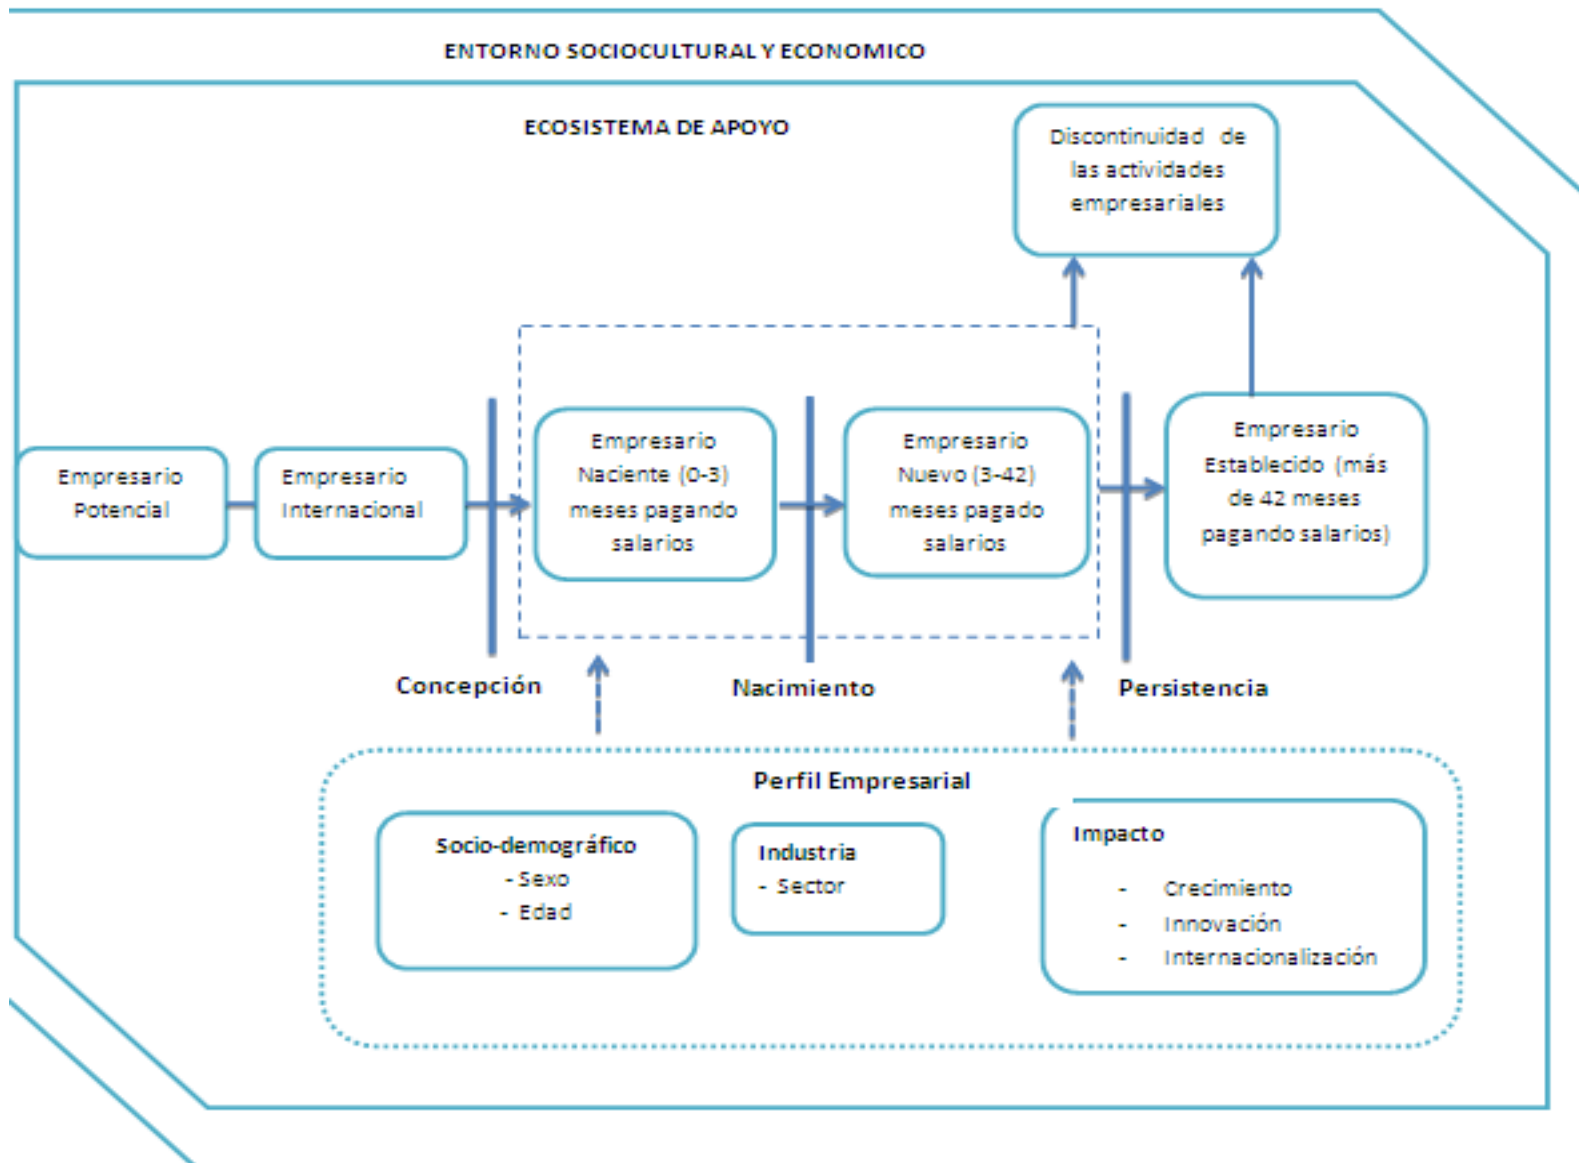 ENTORNO SOCIOCULTURAL Y ECONOMICO
ECOSISTEMA DE APOYO
Discontinuidad de
las actividades
empresariales
Empresario
Potencial
Empresario
Internacional
Empresario
Naciente (0-3)
meses pagando
salarios
Empresario
Nuevo (3-42)
meses pagado
salarios
Empresario
Establecido (más
de 42 meses
pagando salarios)
Concepción
Nacimiento
Persistencia
Perfil Empresarial
Socio-demográfico
- Sexo
- Edad
Industria
- Sector
Impacto
- Crecimiento
- Innovación
- Internacionalización